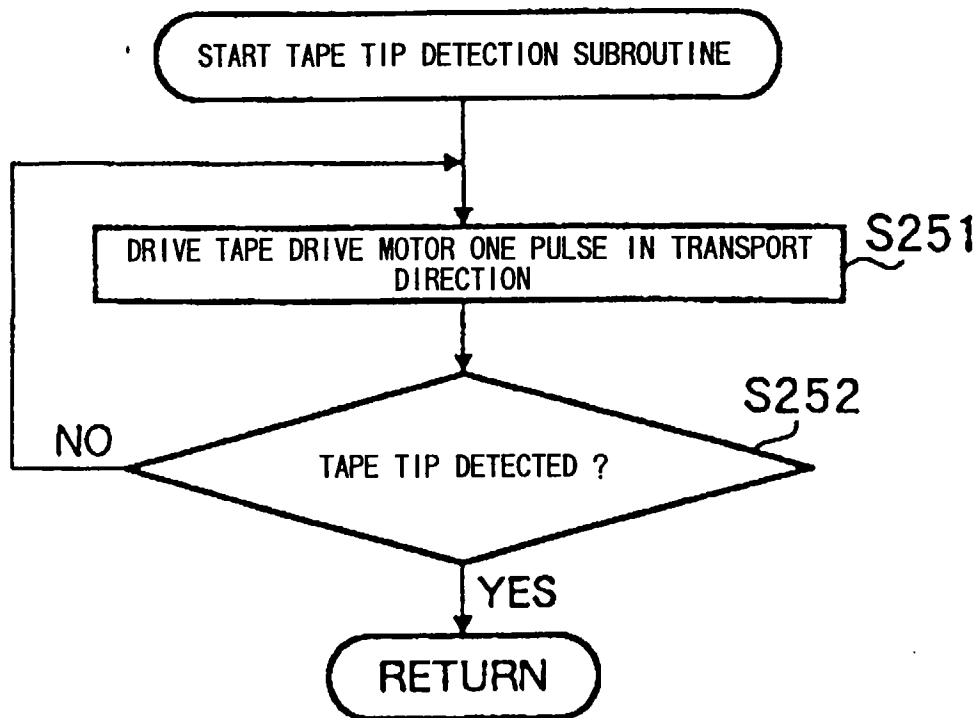 START TAPE TIP DETECTION SUBROUTINE
DRIVE TAPE DRIVE MOTOR ONE PULSE IN TRANSPORT
DIRECTION
S251
TAPE TIP DETECTED ?
S252
NO
YES
RETURN